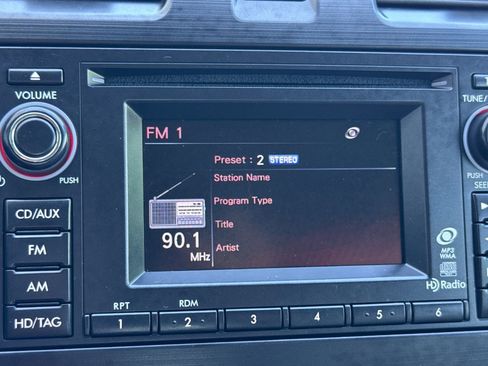 VOLUME
TUNE/
PUSH
PUSH
SEE
CD/AUX
FM
AM
HD/TAG
FM 1
Preset : 2 STEREO
Station Name
Program Type
Title
Artist
90.1
MHz
MP3
WMA
HD Radio
RPT
RDM
1
2
3
4
5
6